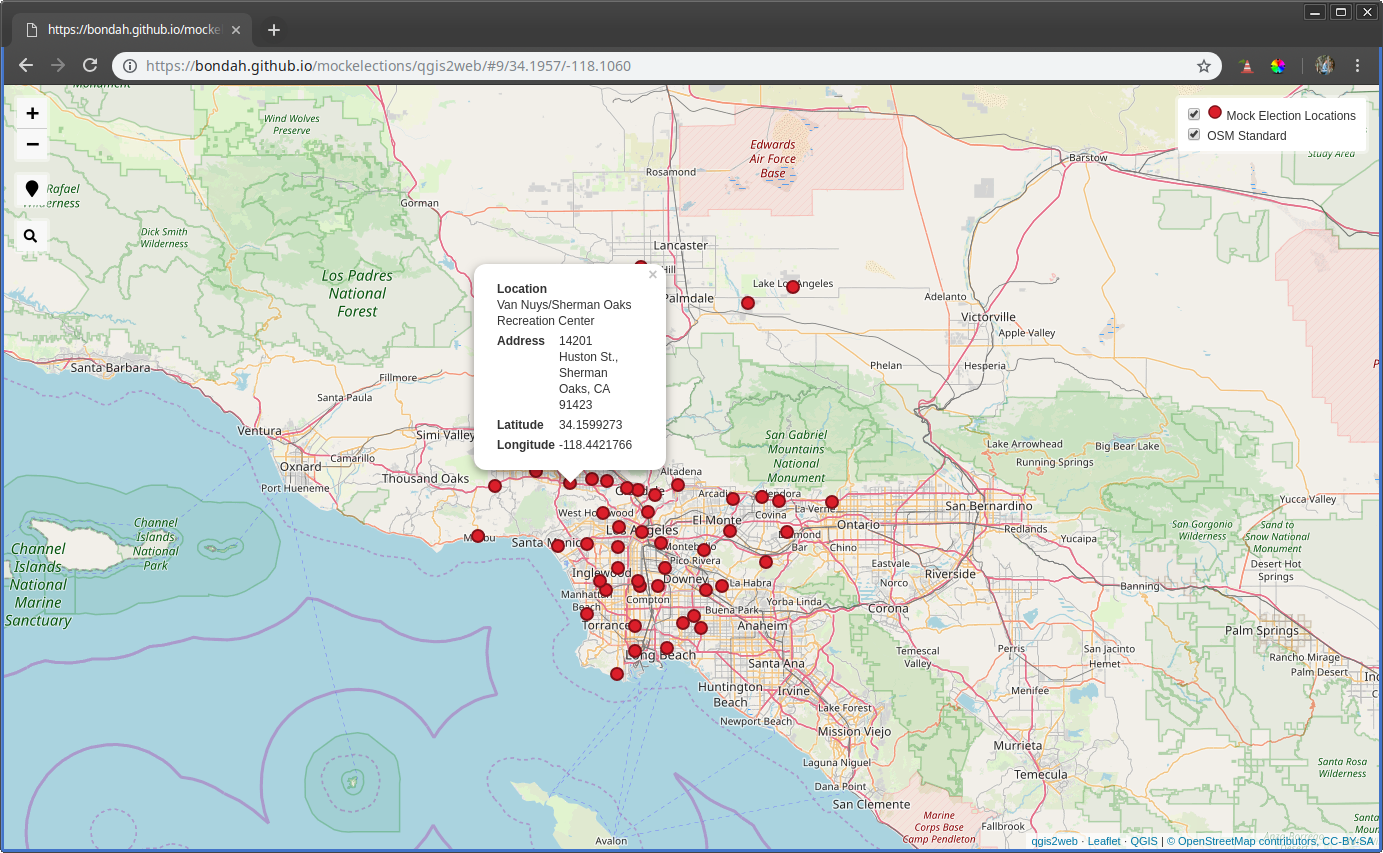 https://bondah.github.io/mocke
https://bondah.github.io/mockelections/qgis2web/#9/34.1957/-118.1060
+
−
Mock Election Locations
OSM Standard
Study Area
Monument
Wind Wolves
Preserve
Edwards
Air Force
Base
Barstow
Rosamond
Rafael
Wilderness
Gorman
Dick Smith
Wilderness
Lancaster
Los Padres
National
Forest
Hill
Palmdale
Lake Los Angeles
Adelanto
Victorville
Apple Valley
Location
Van Nuys/Sherman Oaks
Recreation Center
Address 14201
Huston St.,
Sherman
Oaks, CA
91423
Latitude 34.1599273
Longitude -118.4421766
Santa Barbara
Phelan
Hesperia
Fillmore
Santa Paula
Ventura
Simi Valley
San Gabriel
Mountains
National
Monument
Lake Arrowhead
Big Bear Lake
Running Springs
Camarillo
Oxnard
Thousand Oaks
Port Hueneme
Altadena
Arcadia
Glendora
La Verne
Covina
West Hollywood
El Monte
Los Angeles
Ontario
San Bernardino
Yucca Valley
Redlands
Yucaipa
San Gorgonio
Wilderness
Sand to
Snow National
Monument
Desert Hot
Springs
Channel
Islands
National
Park
Channel
Islands
National
Marine
Sanctuary
Malibu
Santa Monica
Montebello
Pico Rivera
Diamond
Bar
Chino
Eastvale
Norco
Riverside
Inglewood
Downey
La Habra
Banning
Manhattan
Beach
Compton
Buena Park
Yorba Linda
Corona
Torrance
Anaheim
Palm Springs
Long Beach
Santa Ana
Temescal
Valley
Perris
San Jacinto
Hemet
Rancho Mirage
Palm Desert
Huntington
Beach
Irvine
Menifee
Lake Forest
Newport Beach
Mission Viejo
Murrieta
Laguna Niguel
Temecula
Santa Rosa
Wilderness
Dana Point
San Clemente
Marine
Corps Base
Camp Pendleton
Fallbrook
Avalon
qgis2web · Leaflet · QGIS | © OpenStreetMap contributors, CC-BY-SA